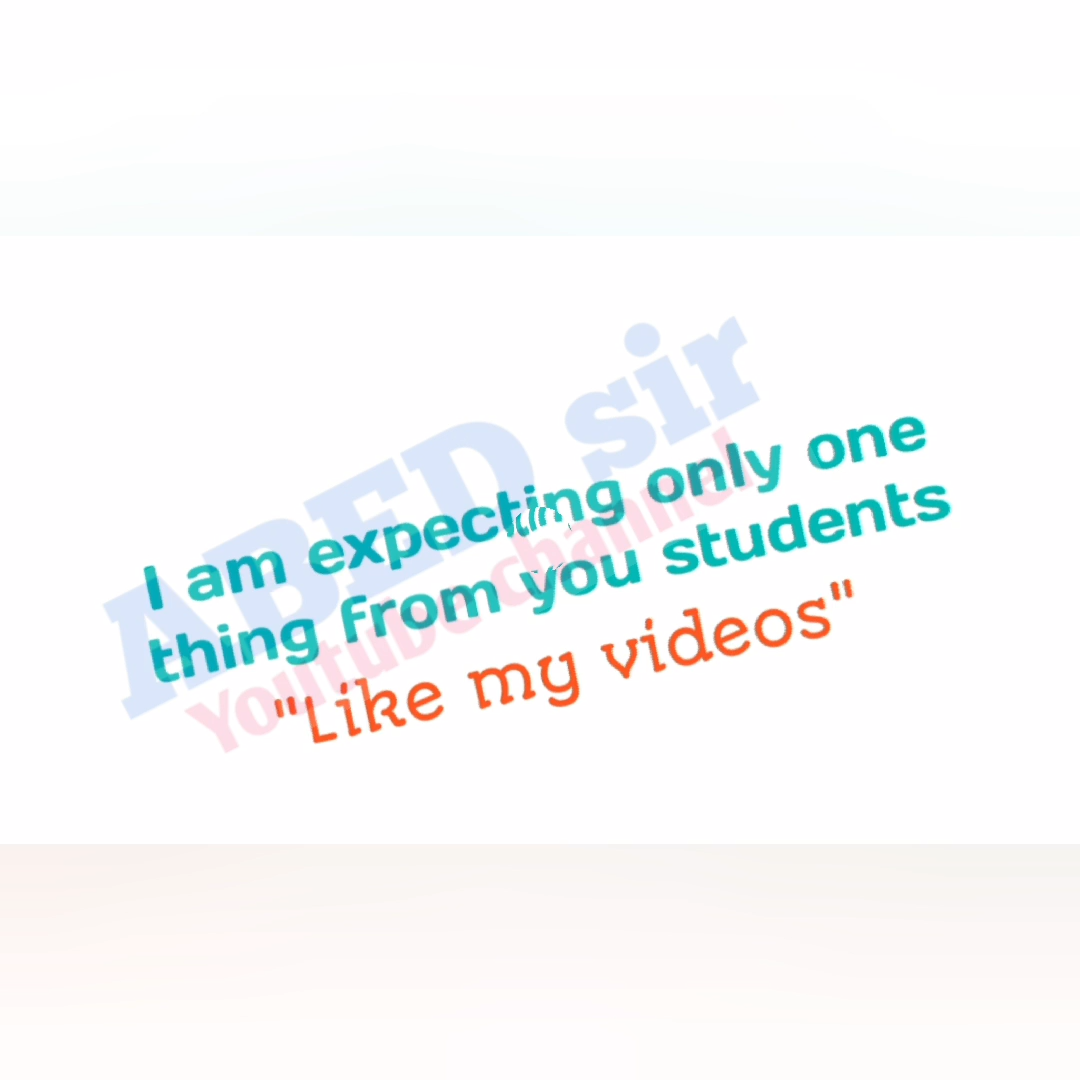 ABED sir
Youtube channel
I am expecting only one
thing from you students
"Like my videos"